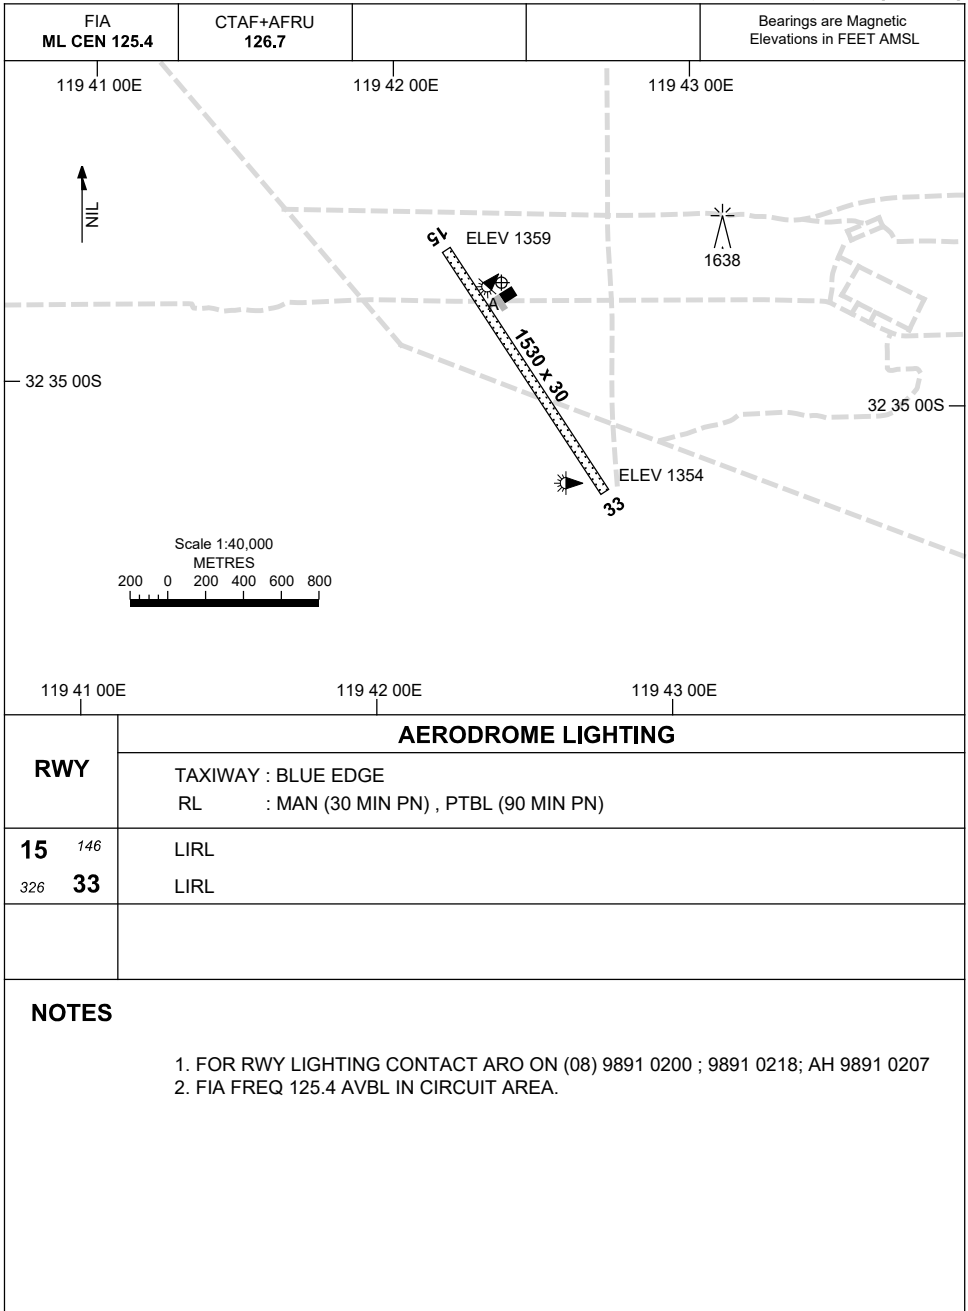 FIA
ML CEN 125.4
CTAF+AFRU
126.7
Bearings are Magnetic
Elevations in FEET AMSL
119 41 00E
119 42 00E
119 43 00E
NIL
15
ELEV 1359
1638
A
1530 x 30
32 35 00S
32 35 00S
ELEV 1354
33
Scale 1:40,000
METRES
200 0 200 400 600 800
119 41 00E
119 42 00E
119 43 00E
RWY
AERODROME LIGHTING
TAXIWAY : BLUE EDGE
RL : MAN (30 MIN PN) , PTBL (90 MIN PN)
15 146 LIRL
326 33 LIRL
NOTES
1. FOR RWY LIGHTING CONTACT ARO ON (08) 9891 0200 ; 9891 0218; AH 9891 0207
2. FIA FREQ 125.4 AVBL IN CIRCUIT AREA.